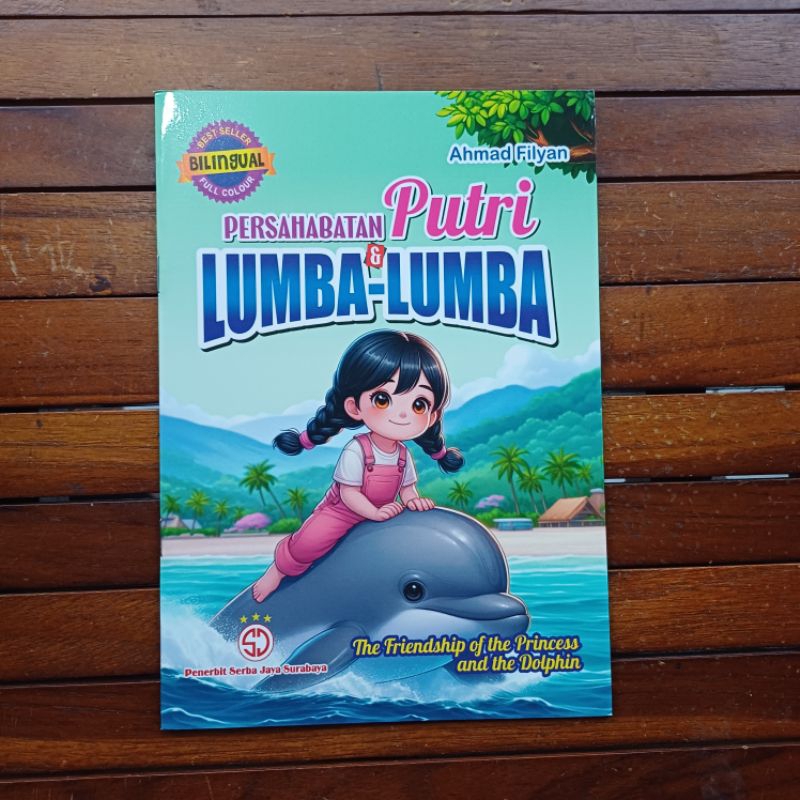 BEST SELLER
BILINGUAL
FULL COLOUR
Ahmad Filyan
PERSAHABATAN Putri
&
LUMBA-LUMBA
The Friendship of the Princess
and the Dolphin
SJ
Penerbit Serba Jaya Surabaya